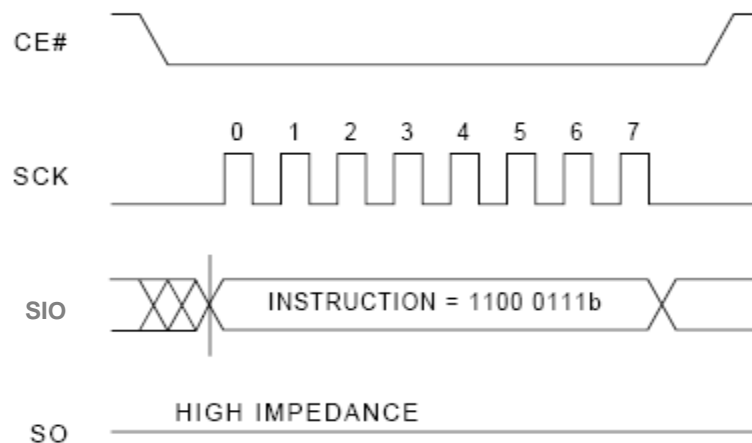 CE#
0 1 2 3 4 5 6 7
SCK
SIO
INSTRUCTION = 1100 0111b
HIGH IMPEDANCE
SO